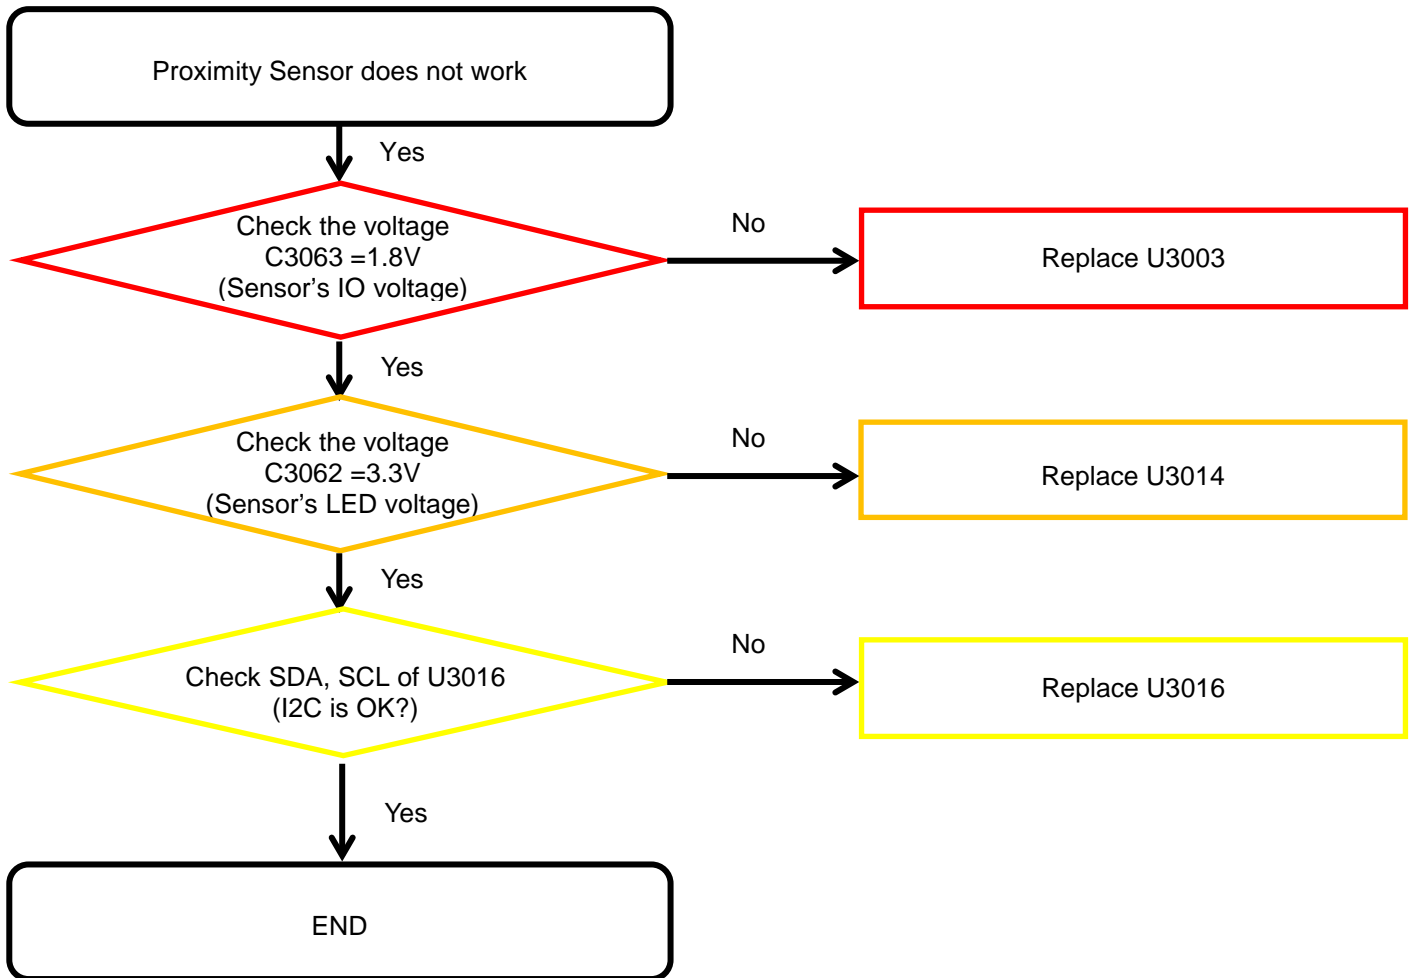 Proximity Sensor does not work
Yes
Check the voltage
C3063 =1.8V
(Sensor's IO voltage)
No
Replace U3003
Yes
Check the voltage
C3062 =3.3V
(Sensor's LED voltage)
No
Replace U3014
Yes
Check SDA, SCL of U3016
(I2C is OK?)
No
Replace U3016
Yes
END